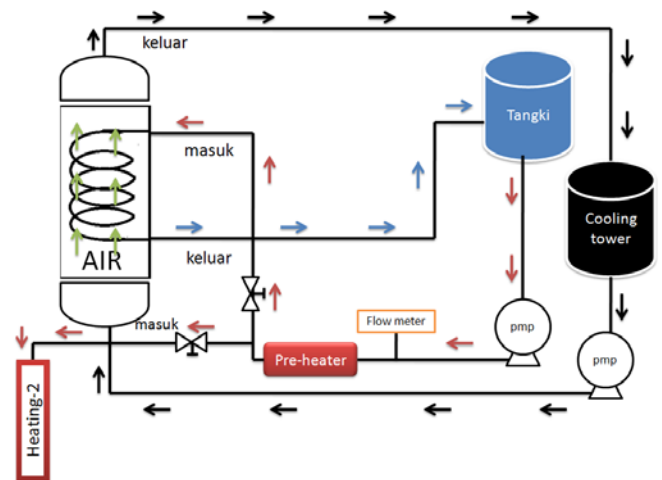 keluar
Tangki
masuk
Cooling
tower
AIR
keluar
Flow meter
pmp
masuk
pmp
Pre-heater
Heating-2